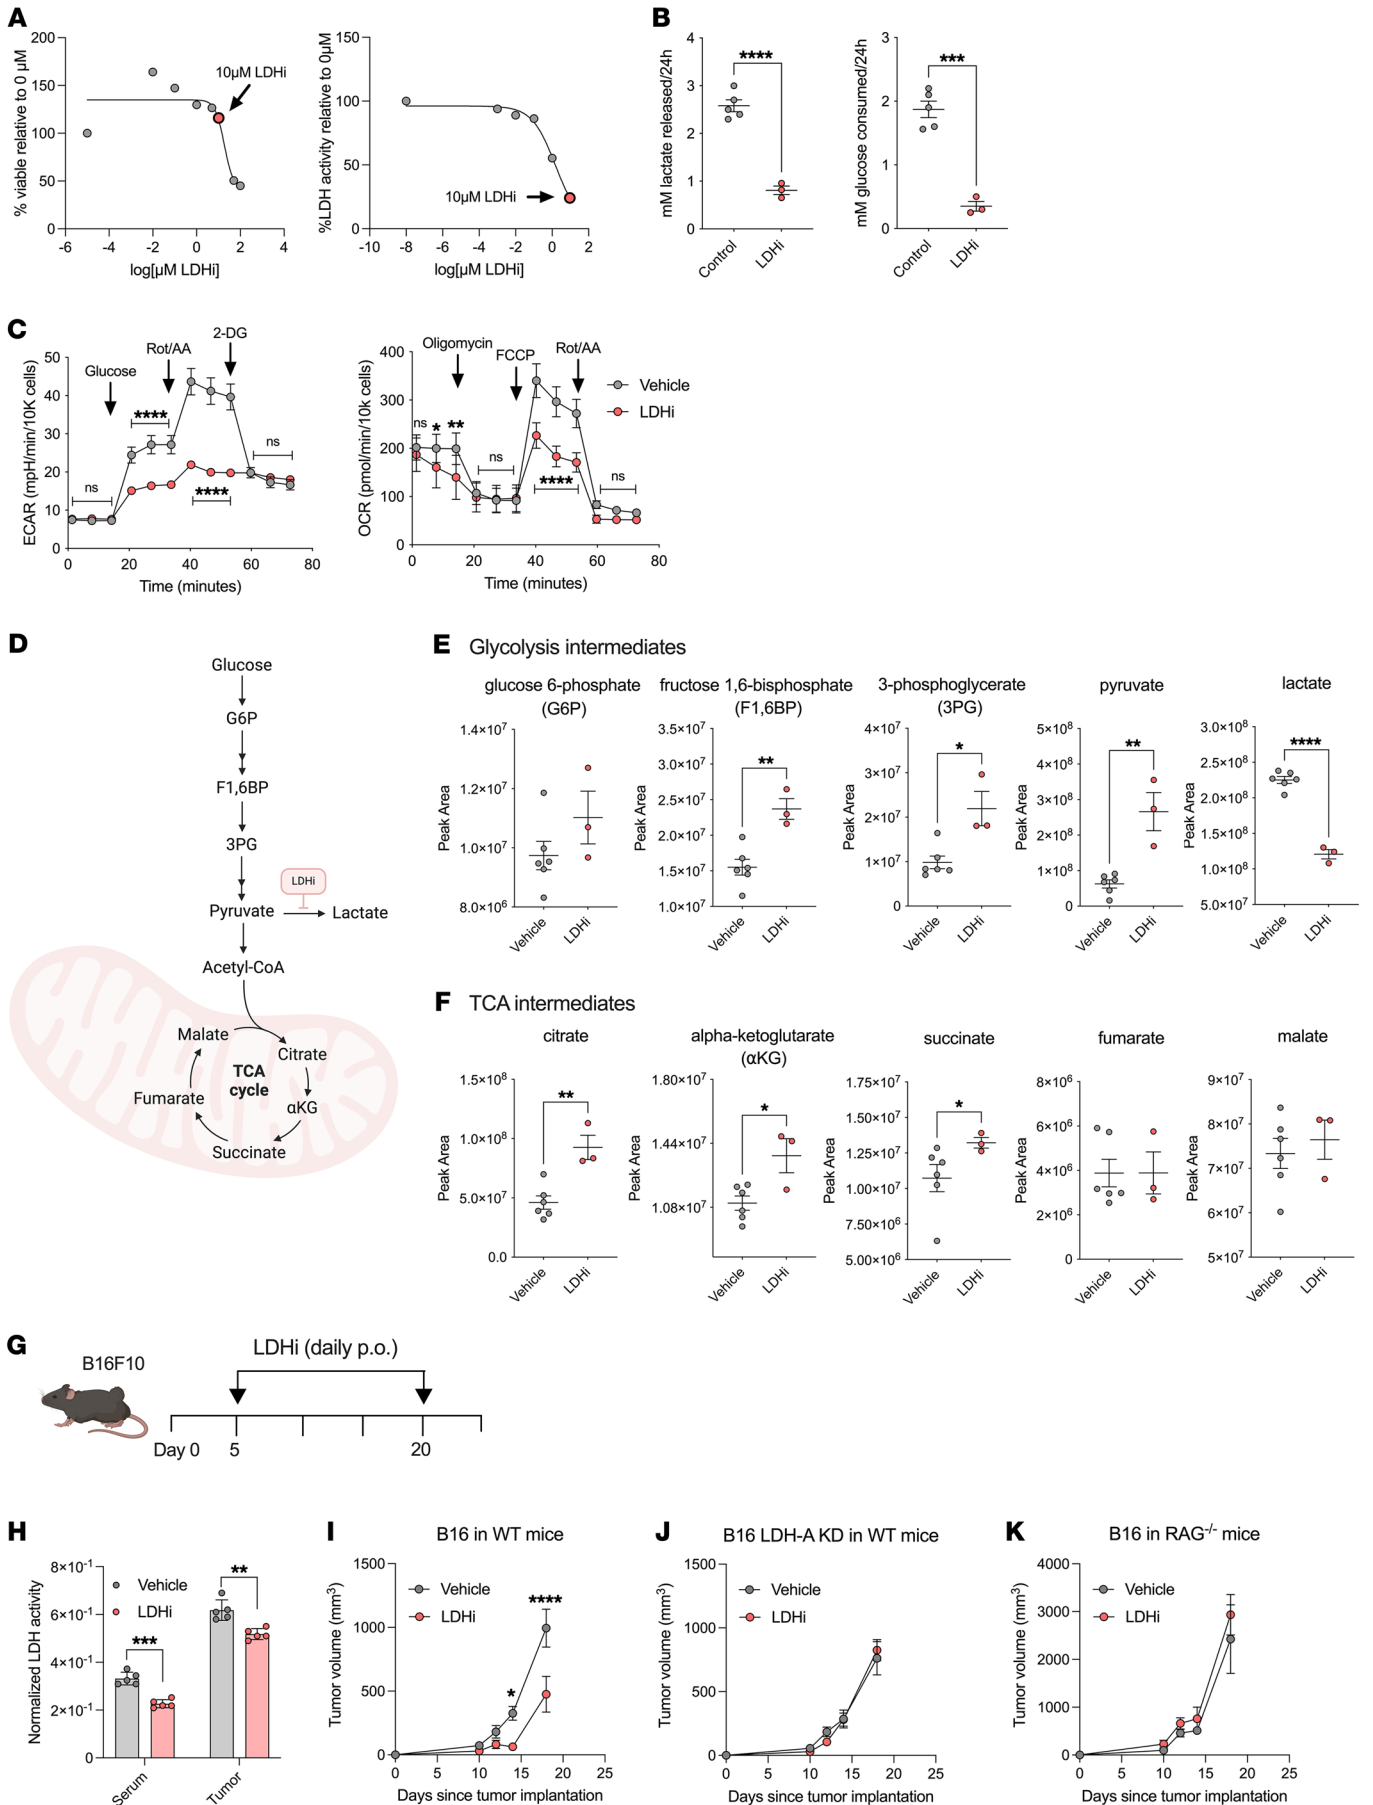 A
% viable relative to 0 µM
200
150
100
50
0
-6
-4
-2
0
2
4
log[µM LDHi]
10µM LDHi
%LDH activity relative to 0µM
150
100
50
0
-10
-8
-6
-4
-2
0
2
log[µM LDHi]
10µM LDHi
B
mM lactate released/24h
4
3
2
1
0
****
Control
LDHi
mM glucose consumed/24h
3
2
1
0
***
Control
LDHi
C
ECAR (mpH/min/10K cells)
50
40
30
20
10
0
0
20
40
60
80
Time (minutes)
Glucose
Rot/AA
2-DG
ns
****
****
ns
OCR (pmol/min/10k cells)
400
300
200
100
0
0
20
40
60
80
Time (minutes)
Oligomycin
FCCP
Rot/AA
ns
*
**
ns
****
ns
Vehicle
LDHi
D
Glucose
G6P
F1,6BP
3PG
LDHi
Pyruvate
Lactate
Acetyl-CoA
Malate
Citrate
TCA
cycle
Fumarate
αKG
Succinate
E
Glycolysis intermediates
glucose 6-phosphate
(G6P)
Peak Area
1.4×10⁷
1.2×10⁷
1.0×10⁷
8.0×10⁶
Vehicle
LDHi
fructose 1,6-bisphosphate
(F1,6BP)
Peak Area
3.5×10⁷
3.0×10⁷
2.5×10⁷
2.0×10⁷
1.5×10⁷
1.0×10⁷
**
Vehicle
LDHi
3-phosphoglycerate
(3PG)
Peak Area
4×10⁷
3×10⁷
2×10⁷
1×10⁷
0
*
Vehicle
LDHi
pyruvate
Peak Area
5×10⁸
4×10⁸
3×10⁸
2×10⁸
1×10⁸
0
**
Vehicle
LDHi
lactate
Peak Area
3.0×10⁸
2.5×10⁸
2.0×10⁸
1.5×10⁸
1.0×10⁸
5.0×10⁷
****
Vehicle
LDHi
F
TCA intermediates
citrate
Peak Area
1.5×10⁸
1.0×10⁸
5.0×10⁷
0.0
**
Vehicle
LDHi
alpha-ketoglutarate
(αKG)
Peak Area
1.80×10⁷
1.44×10⁷
1.08×10⁷
*
Vehicle
LDHi
succinate
Peak Area
1.75×10⁷
1.50×10⁷
1.25×10⁷
1.00×10⁷
7.50×10⁶
5.00×10⁶
*
Vehicle
LDHi
fumarate
Peak Area
8×10⁶
6×10⁶
4×10⁶
2×10⁶
0
Vehicle
LDHi
malate
Peak Area
9×10⁷
8×10⁷
7×10⁷
6×10⁷
5×10⁷
Vehicle
LDHi
G
B16F10
LDHi (daily p.o.)
Day 0
5
20
H
Normalized LDH activity
8×10⁻¹
6×10⁻¹
4×10⁻¹
2×10⁻¹
0
Vehicle
LDHi
***
**
Serum
Tumor
I
B16 in WT mice
Tumor volume (mm³)
1500
1000
500
0
0
5
10
15
20
25
Days since tumor implantation
Vehicle
LDHi
*
****
J
B16 LDH-A KD in WT mice
Tumor volume (mm³)
1500
1000
500
0
0
5
10
15
20
25
Days since tumor implantation
Vehicle
LDHi
K
B16 in RAG⁻/⁻ mice
Tumor volume (mm³)
4000
3000
2000
1000
0
0
5
10
15
20
25
Days since tumor implantation
Vehicle
LDHi